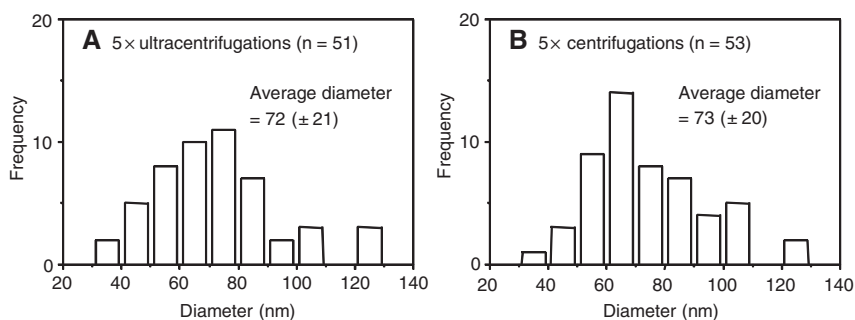 A 5× ultracentrifugations (n = 51)
Average diameter
= 72 (± 21)
Frequency
20
10
0
20 40 60 80 100 120 140
Diameter (nm)
B 5× centrifugations (n = 53)
Average diameter
= 73 (± 20)
Frequency
20
10
0
20 40 60 80 100 120 140
Diameter (nm)